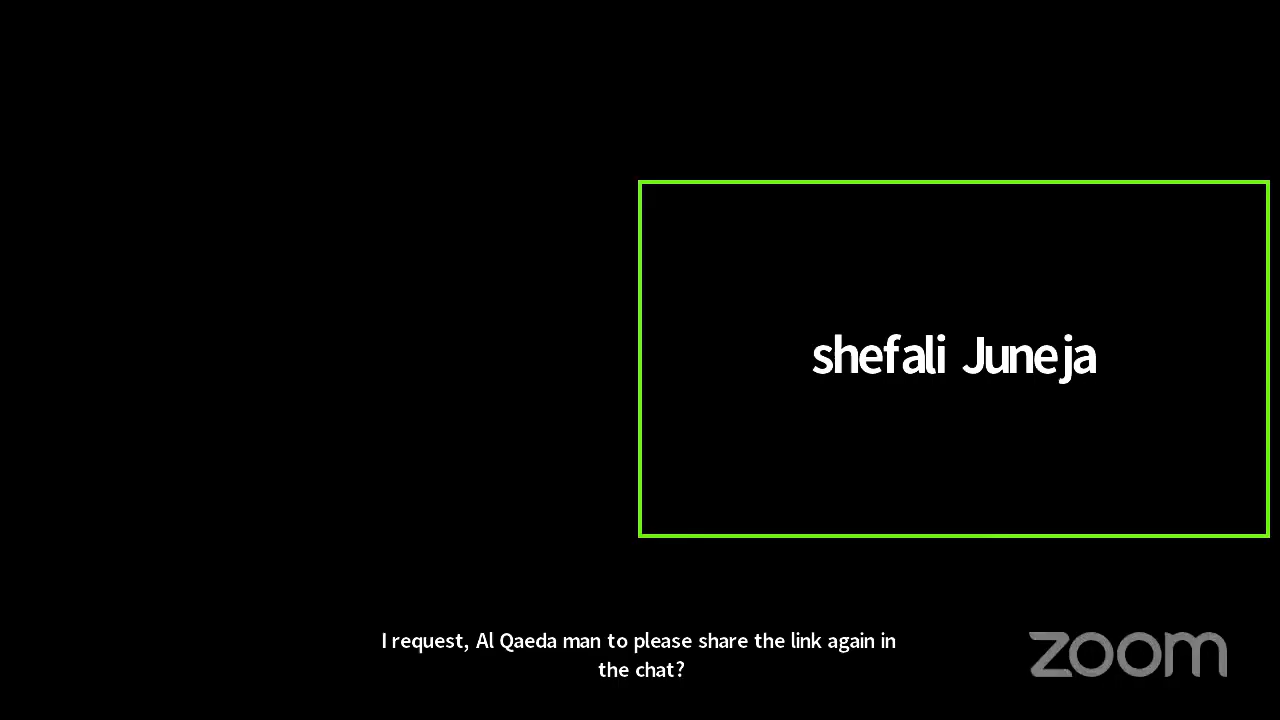 shefali Juneja
I request, Al Qaeda man to please share the link again in
the chat?
zoom